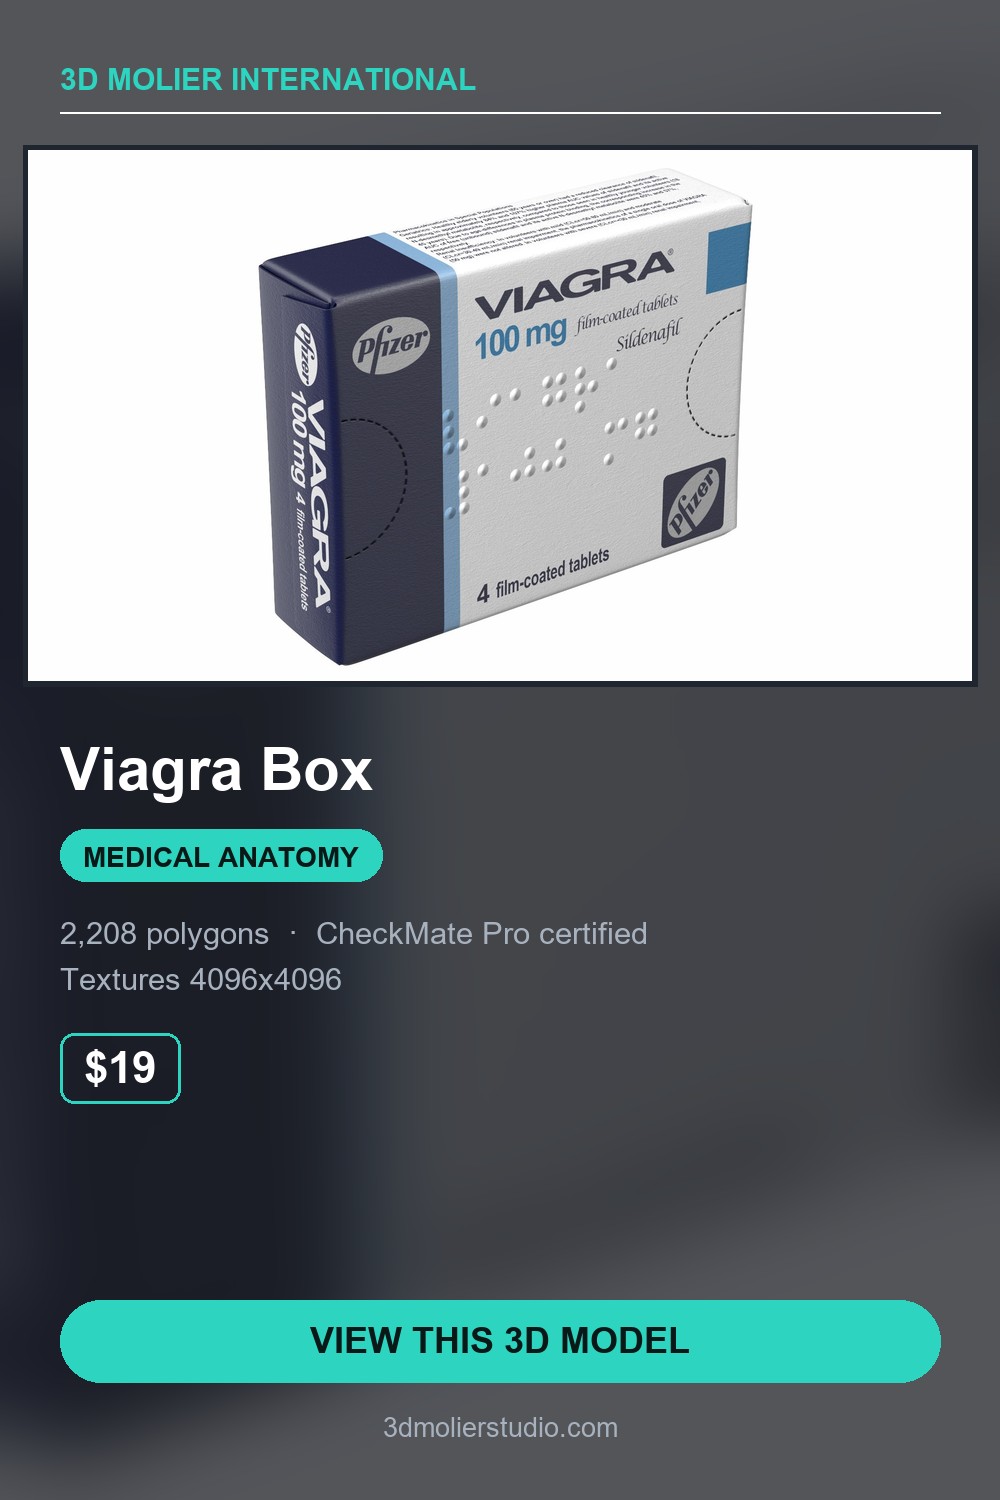 3D MOLIER INTERNATIONAL
Pfizer
VIAGRA®
100 mg film-coated tablets
Sildenafil
Pfizer
4 film-coated tablets
Pfizer
VIAGRA®
100 mg 4 film-coated tablets
Viagra Box
MEDICAL ANATOMY
2,208 polygons · CheckMate Pro certified
Textures 4096x4096
$19
VIEW THIS 3D MODEL
3dmolierstudio.com